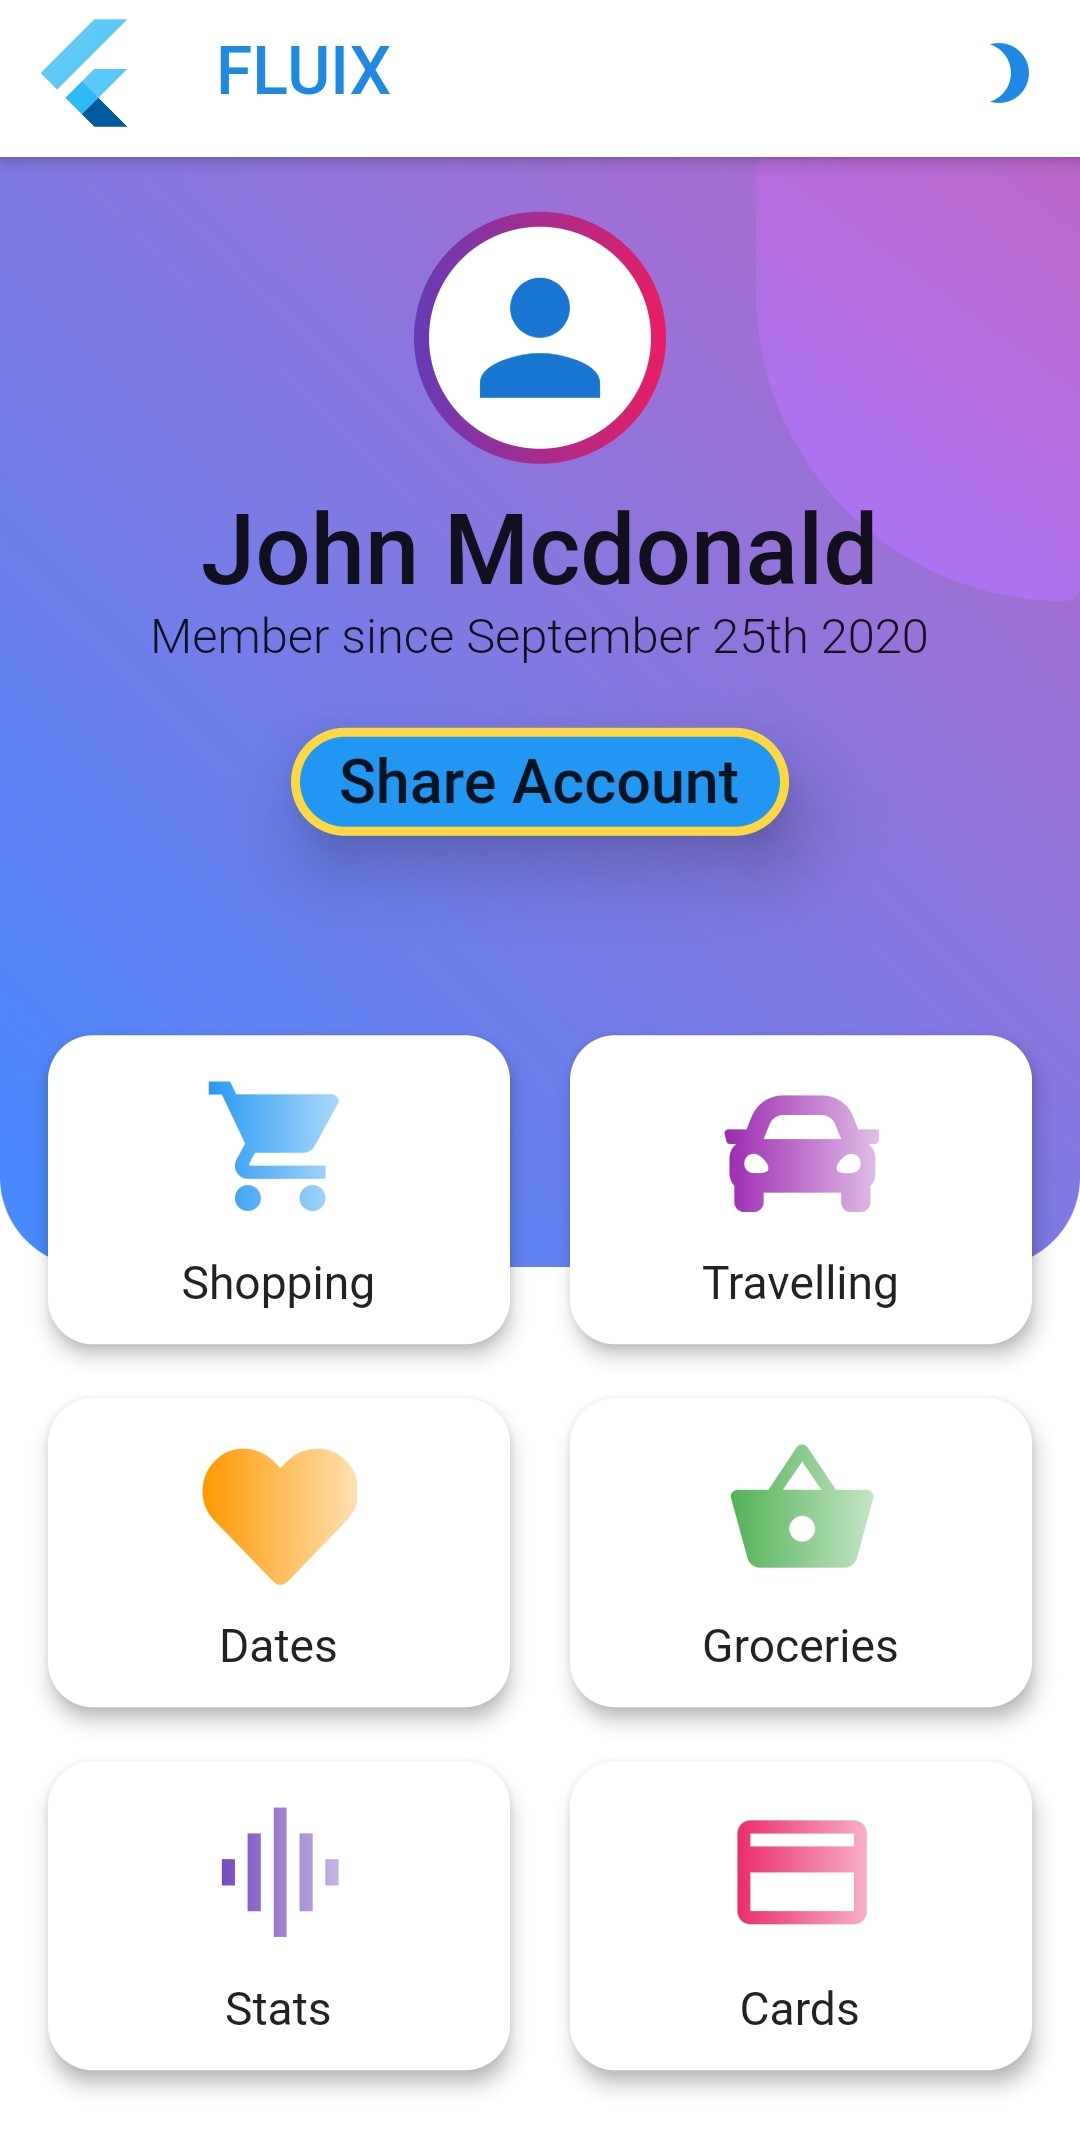 FLUIX
John Mcdonald
Member since September 25th 2020
Share Account
Shopping
Travelling
Dates
Groceries
Stats
Cards